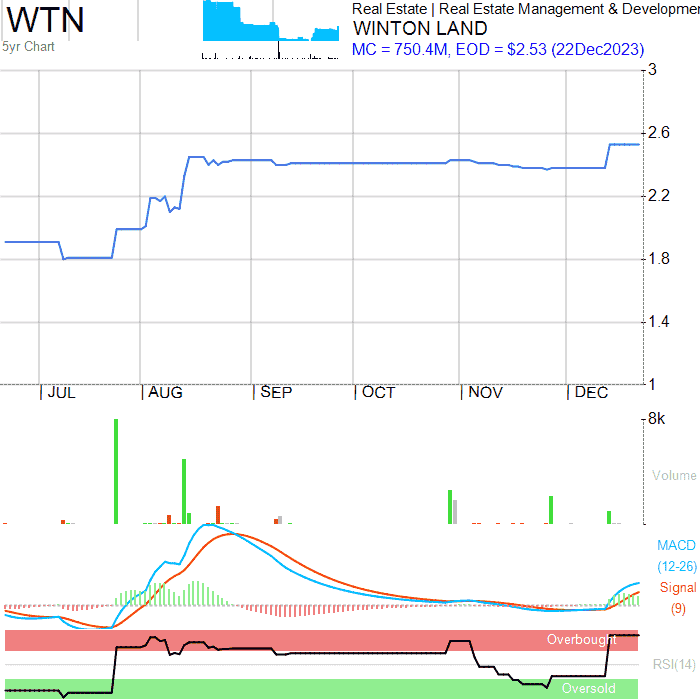 WTN
5yr Chart
Real Estate | Real Estate Management & Developmen
WINTON LAND
MC = 750.4M, EOD = $2.53 (22Dec2023)
3
2.6
2.2
1.8
1.4
1
JUL AUG SEP OCT NOV DEC
8k
Volume
MACD
(12-26)
Signal
(9)
Overbought
RSI(14)
Oversold